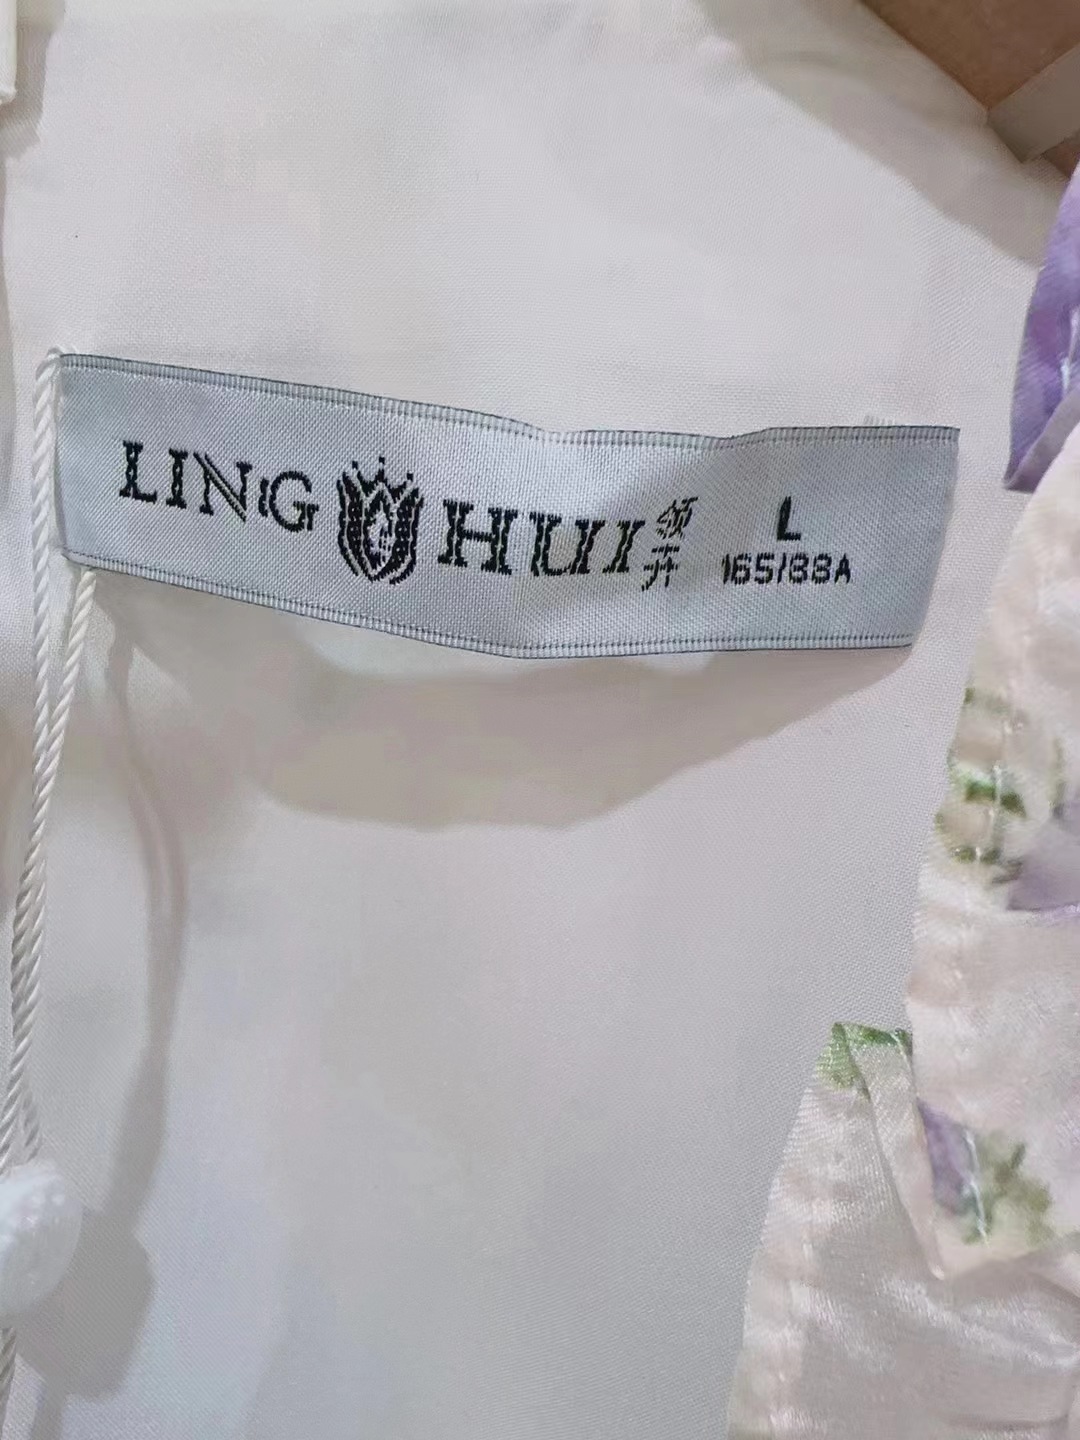 LING HUI 领卉 L
165/88A